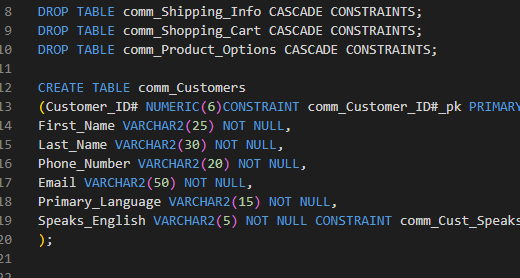 8 DROP TABLE comm_Shopping_Info CASCADE CONSTRAINTS;
9 DROP TABLE comm_Shopping_Cart CASCADE CONSTRAINTS;
10 DROP TABLE comm_Product_Options CASCADE CONSTRAINTS;
11
12 CREATE TABLE comm_Customers
13 (Customer_ID# NUMERIC(6)CONSTRAINT comm_Customer_ID#_pk PRIMARY
14 First_Name VARCHAR2(25) NOT NULL,
15 Last_Name VARCHAR2(30) NOT NULL,
16 Phone_Number VARCHAR2(20) NOT NULL,
17 Email VARCHAR2(50) NOT NULL,
18 Primary_Language VARCHAR2(15) NOT NULL,
19 Speaks_English VARCHAR2(5) NOT NULL CONSTRAINT comm_Cust_Speaks
20 );
21